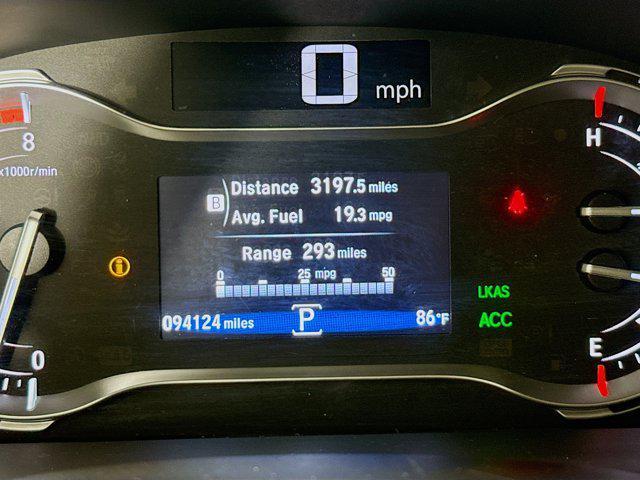 0 mph
8
x1000r/min
0
B
Distance 3197.5 miles
Avg. Fuel 19.3 mpg
Range 293 miles
0 25 mpg 50
094124 miles P 86°F
LKAS
ACC
H
E